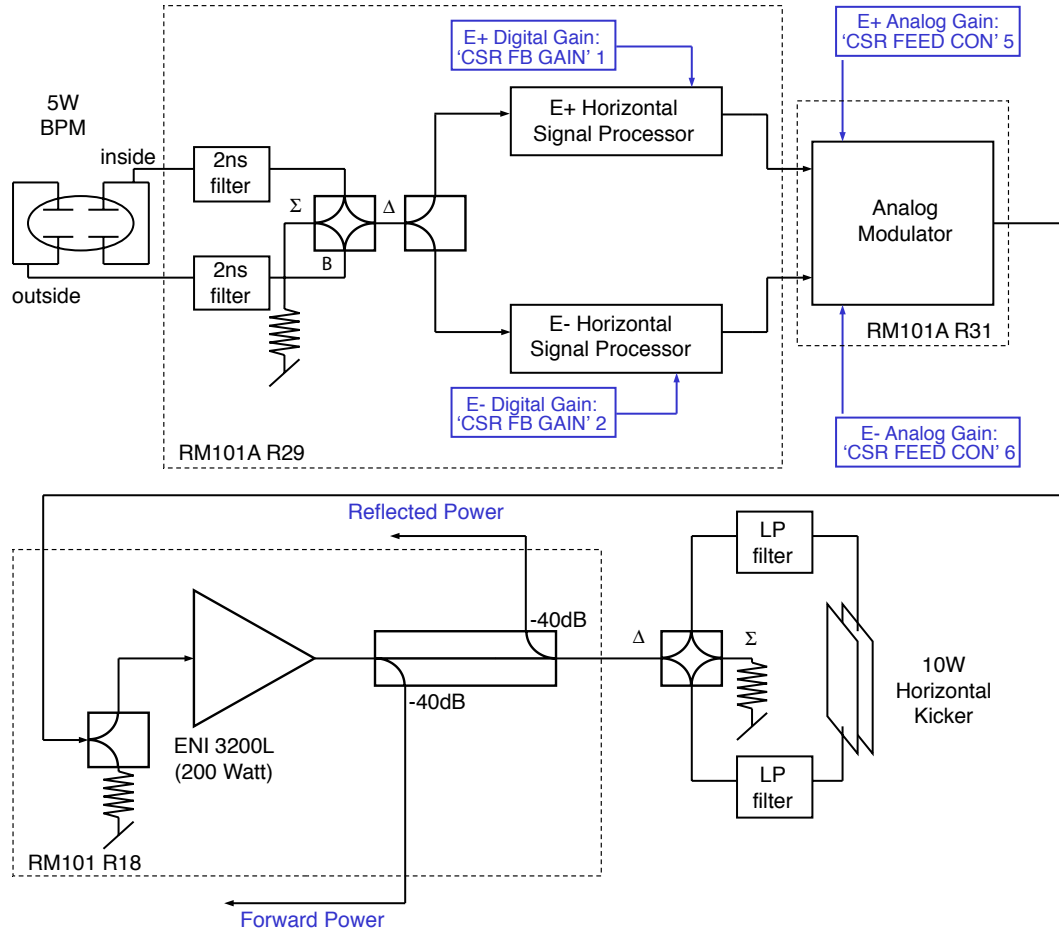 E+ Digital Gain:
‘CSR FB GAIN’ 1
E+ Analog Gain:
‘CSR FEED CON’ 5
5W
BPM
inside
outside
2ns
filter
2ns
filter
Σ
Δ
B
E+ Horizontal
Signal Processor
E- Horizontal
Signal Processor
Analog
Modulator
RM101A R31
E- Digital Gain:
‘CSR FB GAIN’ 2
E- Analog Gain:
‘CSR FEED CON’ 6
RM101A R29
Reflected Power
LP
filter
-40dB
Δ
Σ
-40dB
10W
Horizontal
Kicker
ENI 3200L
(200 Watt)
LP
filter
RM101 R18
Forward Power